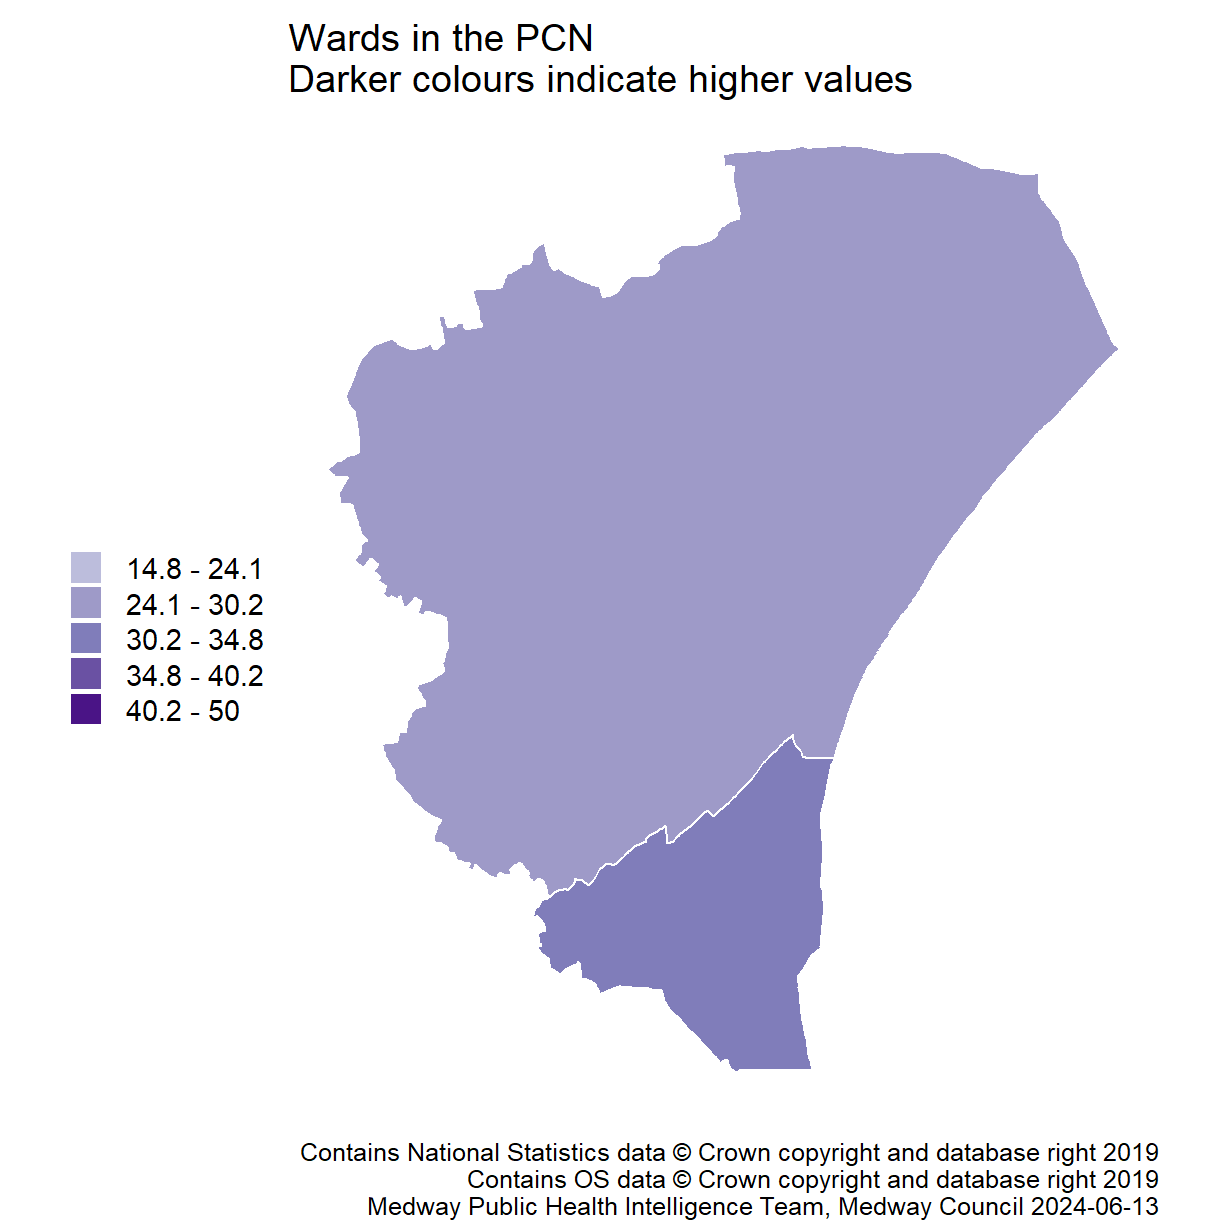 Wards in the PCN
Darker colours indicate higher values
14.8 - 24.1
24.1 - 30.2
30.2 - 34.8
34.8 - 40.2
40.2 - 50
Contains National Statistics data © Crown copyright and database right 2019
Contains OS data © Crown copyright and database right 2019
Medway Public Health Intelligence Team, Medway Council 2024-06-13